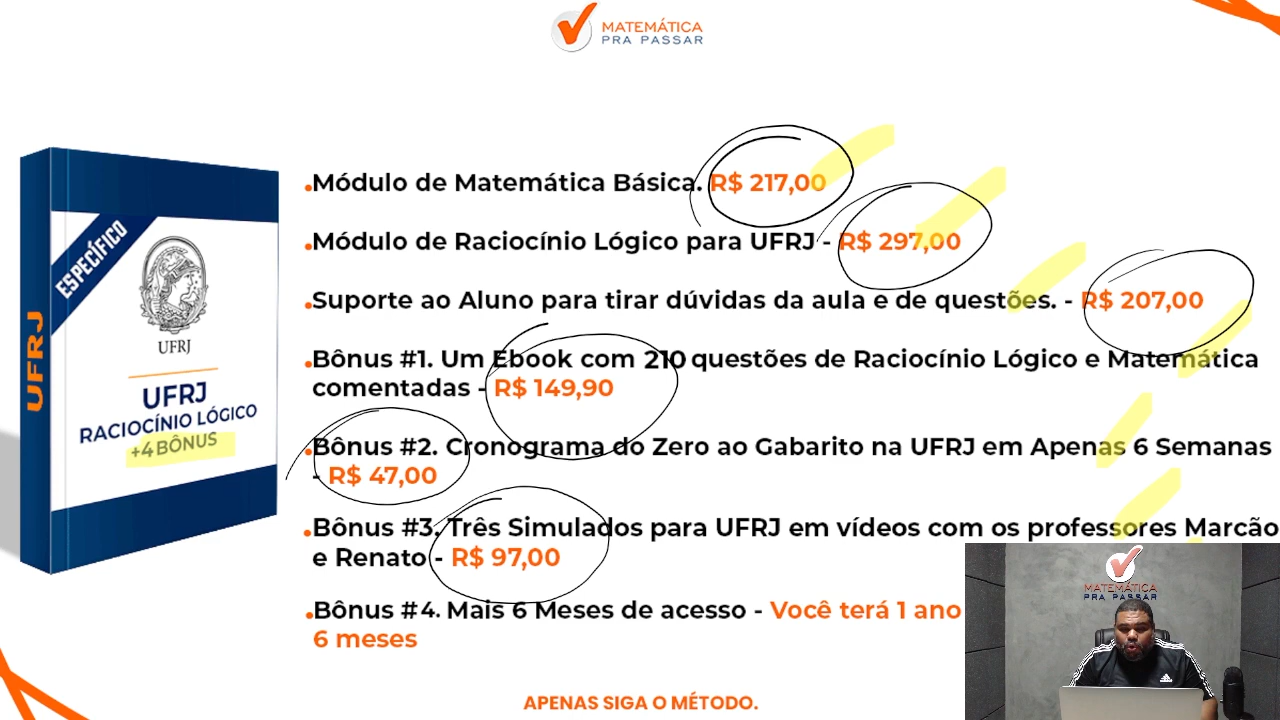 MATEMÁTICA
PRA PASSAR
•Módulo de Matemática Básica. R$ 217,00
•Módulo de Raciocínio Lógico para UFRJ - R$ 297,00
•Suporte ao Aluno para tirar dúvidas da aula e de questões. - R$ 207,00
•Bônus #1. Um Ebook com 210 questões de Raciocínio Lógico e Matemática
comentadas - R$ 149,90
•Bônus #2. Cronograma do Zero ao Gabarito na UFRJ em Apenas 6 Semanas
- R$ 47,00
•Bônus #3. Três Simulados para UFRJ em vídeos com os professores Marcão
e Renato - R$ 97,00
•Bônus #4. Mais 6 Meses de acesso - Você terá 1 ano
6 meses
ESPECÍFICO
UFRJ
UFRJ
UFRJ
RACIOCÍNIO LÓGICO
+4 BÔNUS
MATEMÁTICA
PRA PASSAR
adidas
APENAS SIGA O MÉTODO.